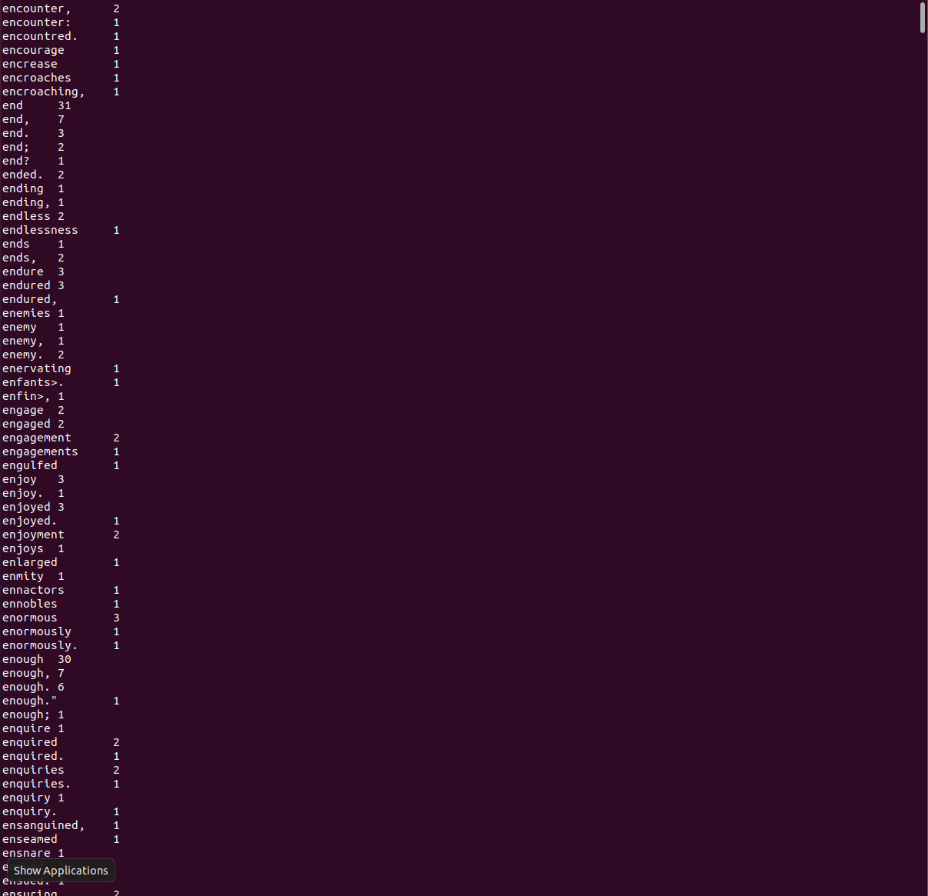 encounter,	2
encounter:	1
encountred.	1
encourage	1
encrease	1
encroaches	1
encroaching,	1
end	31
end,	7
end.	3
end;	2
end?	1
ended.	2
ending	1
ending,	1
endless	2
endlessness	1
ends	1
ends,	2
endure	3
endured	3
endured,	1
enemies	1
enemy	1
enemy,	1
enemy.	2
enervating	1
enfants>.	1
enfin>,	1
engage	2
engaged	2
engagement	2
engagements	1
engulfed	1
enjoy	3
enjoy.	1
enjoyed	3
enjoyed.	1
enjoyment	2
enjoys	1
enlarged	1
enmity	1
ennactors	1
ennobles	1
enormous	3
enormously	1
enormously.	1
enough	30
enough,	7
enough.	6
enough."	1
enough;	1
enquire	1
enquired	2
enquired.	1
enquiries	2
enquiries.	1
enquiry	1
enquiry.	1
ensanguined,	1
enseamed	1
ensnare	1
Show Applications
ensued.	1
ensuring	2